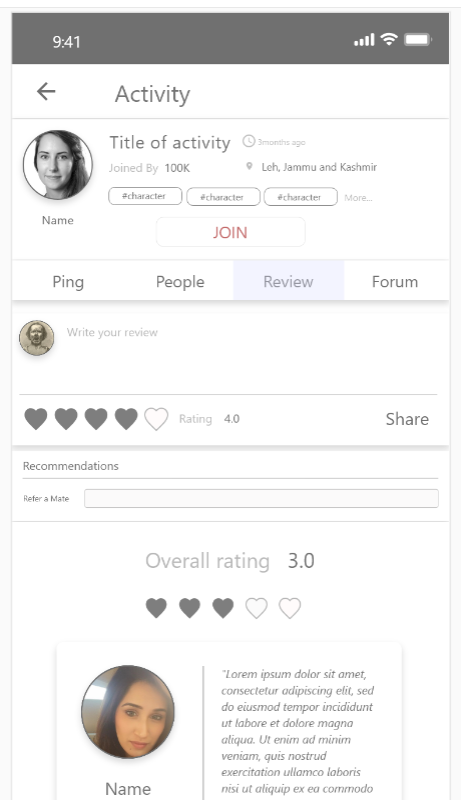 9:41
Activity
Title of activity 3months ago
Joined By 100K Leh, Jammu and Kashmir
#character #character #character More...
Name
JOIN
Ping People Review Forum
Write your review
Rating 4.0 Share
Recommendations
Refer a Mate
Overall rating 3.0
"Lorem ipsum dolor sit amet,
consectetur adipiscing elit, sed
do eiusmod tempor incididunt
ut labore et dolore magna
aliqua. Ut enim ad minim
veniam, quis nostrud
exercitation ullamco laboris
nisi ut aliquip ex ea commodo
Name